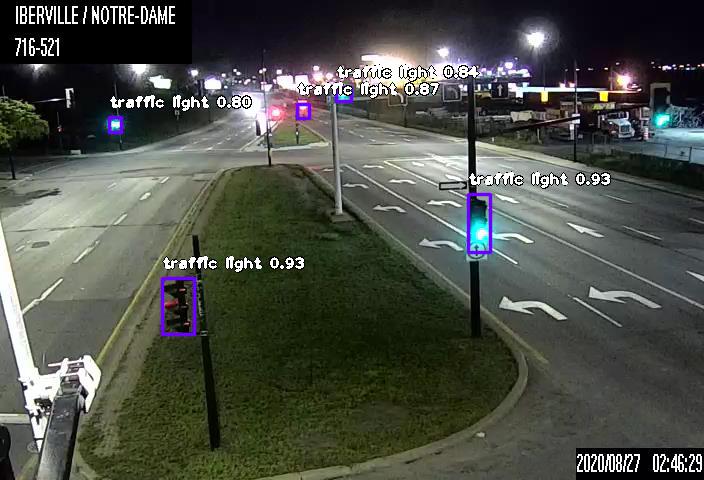 IBERVILLE / NOTRE-DAME
716-521
traffic light 0.84
traffic light 0.87
traffic light 0.80
traffic light 0.93
traffic light 0.93
2020/08/27 02:46:29